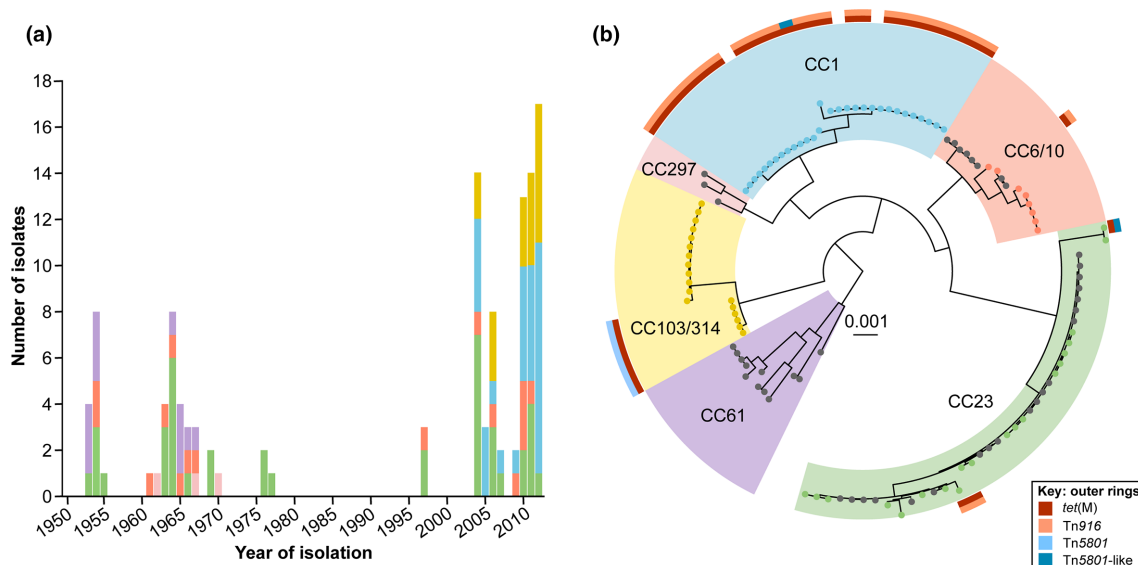 (a)
18
16
14
12
10
8
6
4
2
0
Number of isolates
1950
1955
1960
1965
1970
1975
1980
1985
1990
1995
2000
2005
2010
Year of isolation
(b)
CC1
CC6/10
CC297
CC103/314
0.001
CC61
CC23
Key: outer rings
tet(M)
Tn916
Tn5801
Tn5801-like